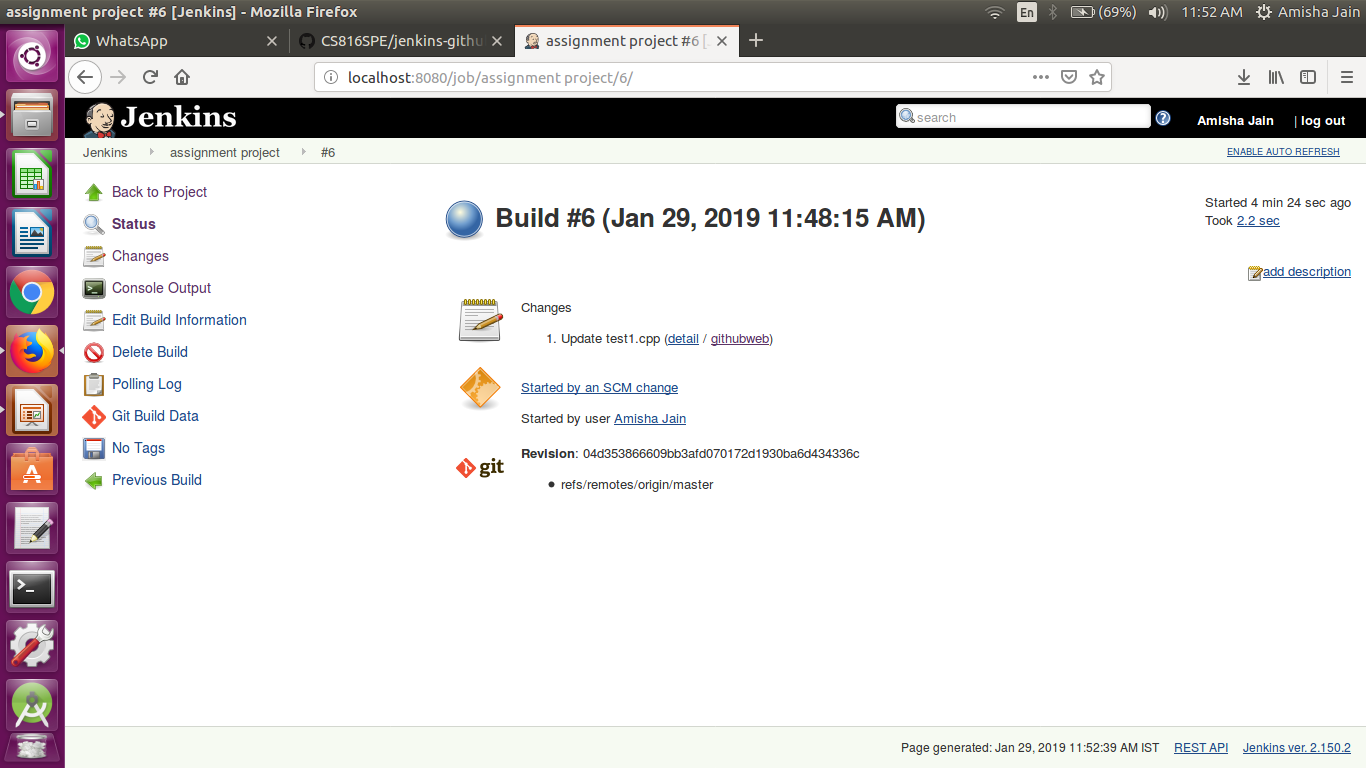 assignment project #6 [Jenkins] - Mozilla Firefox
En
(69%)
11:52 AM
Amisha Jain
WhatsApp
CS816SPE/jenkins-githu
assignment project #6 [
localhost:8080/job/assignment project/6/
Jenkins
search
Amisha Jain
| log out
Jenkins
assignment project
#6
ENABLE AUTO REFRESH
Back to Project
Status
Changes
Console Output
Edit Build Information
Delete Build
Polling Log
Git Build Data
No Tags
Previous Build
Build #6 (Jan 29, 2019 11:48:15 AM)
Started 4 min 24 sec ago
Took 2.2 sec
add description
Changes
1. Update test1.cpp (detail / githubweb)
Started by an SCM change
Started by user Amisha Jain
git
Revision: 04d353866609bb3afd070172d1930ba6d434336c
• refs/remotes/origin/master
Page generated: Jan 29, 2019 11:52:39 AM IST
REST API
Jenkins ver. 2.150.2